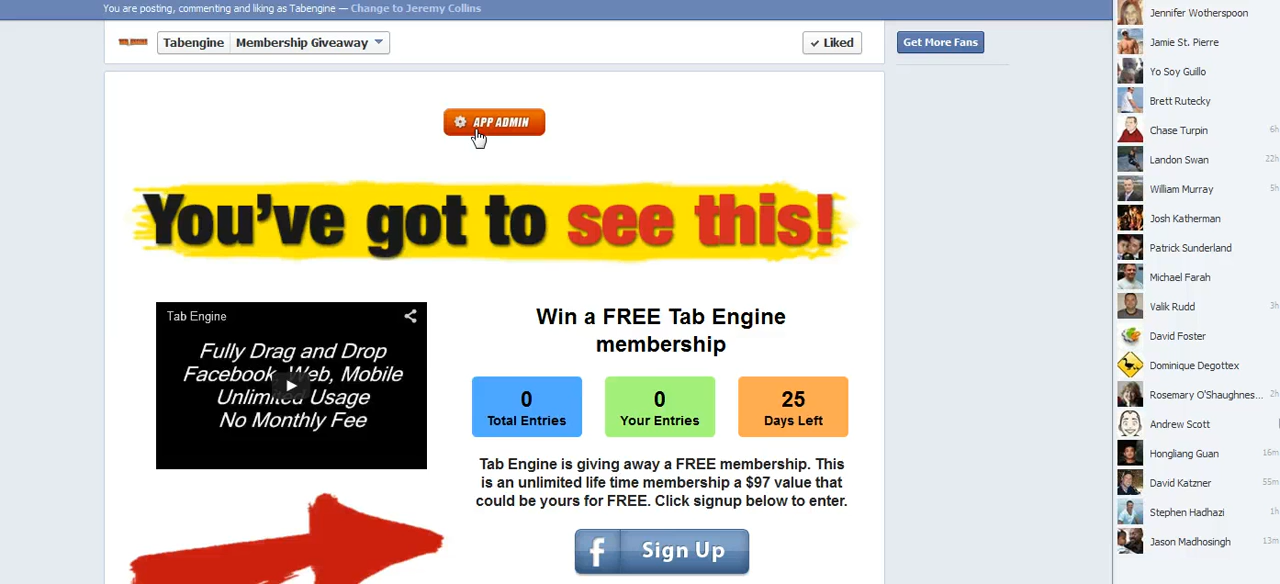 You are posting, commenting and liking as Tabengine — Change to Jeremy Collins
Tabengine
Membership Giveaway
Liked
Get More Fans
APP ADMIN
You've got to see this!
Tab Engine
Fully Drag and Drop
Facebook, Web, Mobile
Unlimited Usage
No Monthly Fee
Win a FREE Tab Engine
membership
0
Total Entries
0
Your Entries
25
Days Left
Tab Engine is giving away a FREE membership. This
is an unlimited life time membership a $97 value that
could be yours for FREE. Click signup below to enter.
f Sign Up
Jennifer Wotherspoon
Jamie St. Pierre
Yo Soy Guillo
Brett Rutecky
Chase Turpin 6h
Landon Swan 22h
William Murray 5h
Josh Katherman
Patrick Sunderland
Michael Farah
Valik Rudd 3h
David Foster
Dominique Degottex
Rosemary O'Shaughnes... 2h
Andrew Scott
Hongliang Guan 16m
David Katzner 55m
Stephen Hadhazi 1h
Jason Madhosingh 13m